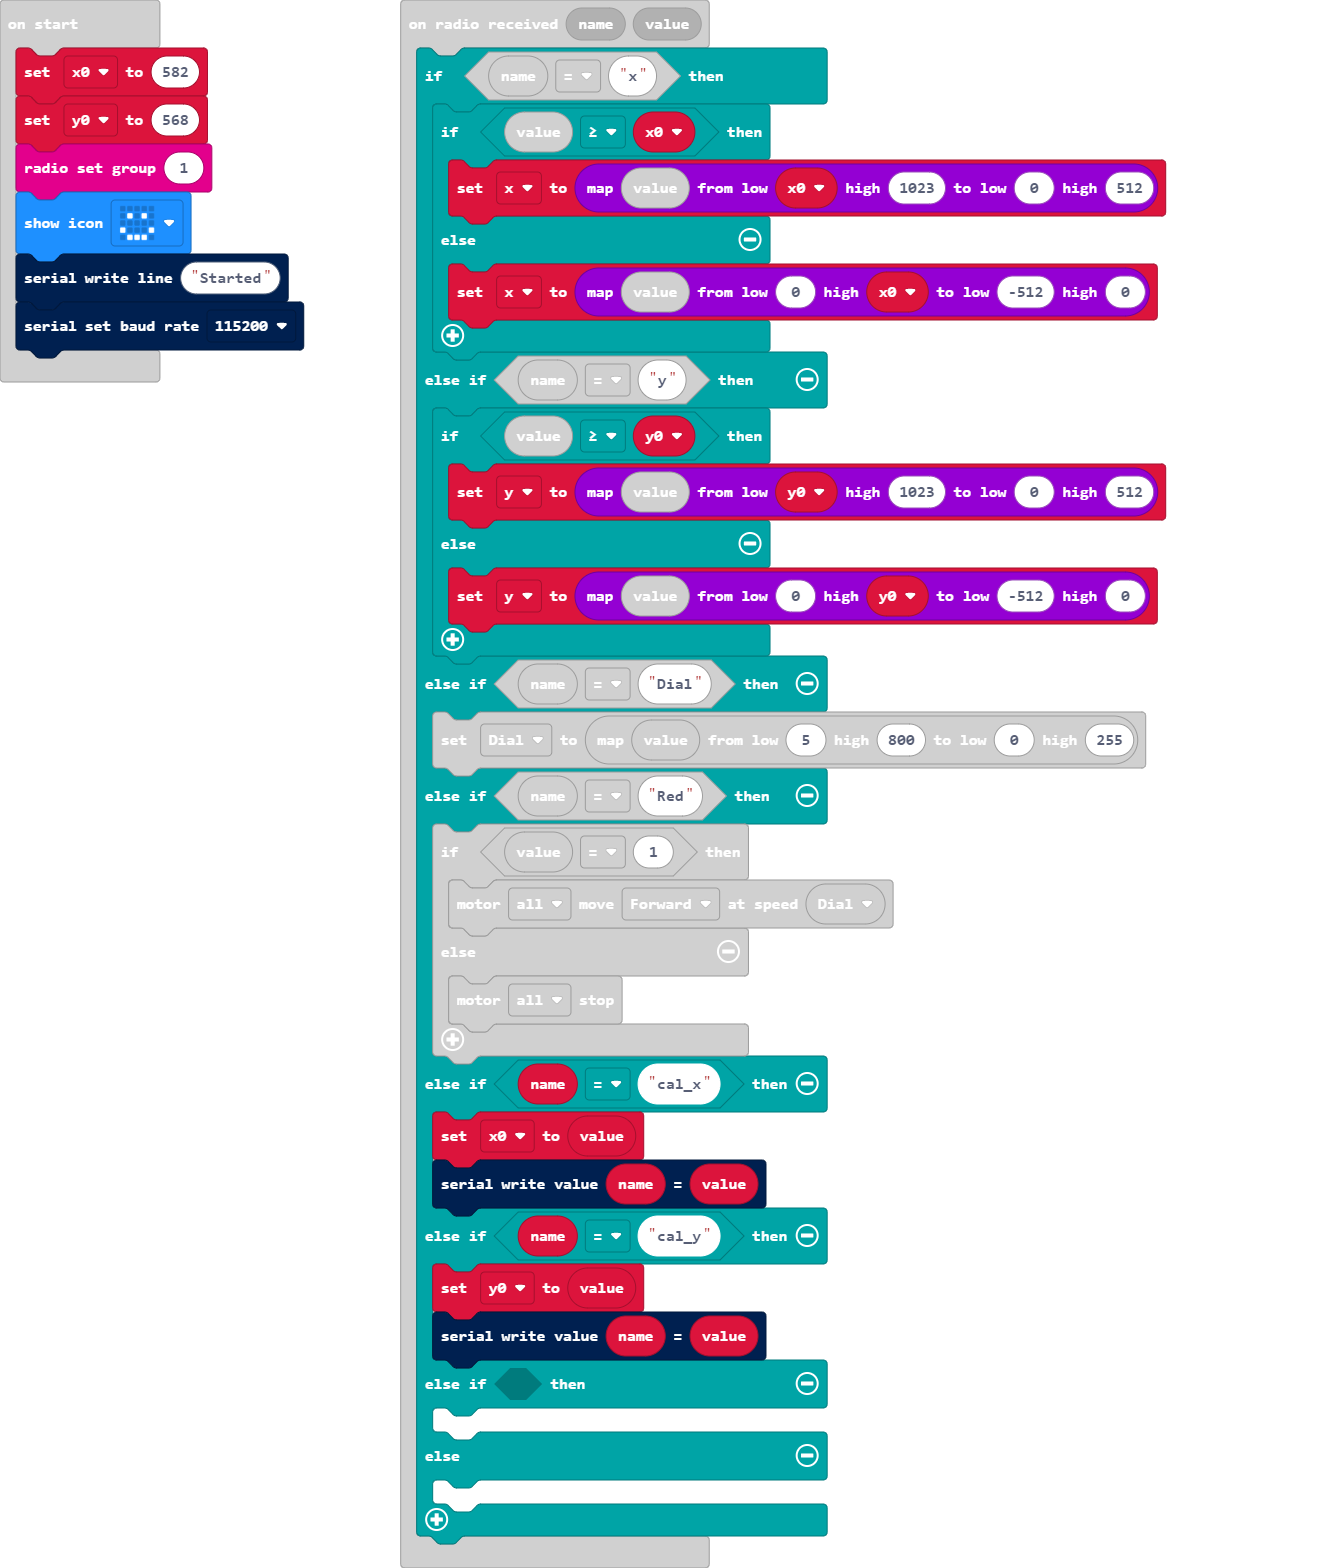 on start
set x0 to 582
set y0 to 568
radio set group 1
show icon
serial write line "Started"
serial set baud rate 115200
on radio received name value
if name = "x" then
if value ≥ x0 then
set x to map value from low x0 high 1023 to low 0 high 512
else
set x to map value from low 0 high x0 to low -512 high 0
else if name = "y" then
if value ≥ y0 then
set y to map value from low y0 high 1023 to low 0 high 512
else
set y to map value from low 0 high y0 to low -512 high 0
else if name = "Dial" then
set Dial to map value from low 5 high 800 to low 0 high 255
else if name = "Red" then
if value = 1 then
motor all move Forward at speed Dial
else
motor all stop
else if name = "cal_x" then
set x0 to value
serial write value name = value
else if name = "cal_y" then
set y0 to value
serial write value name = value
else if then
else